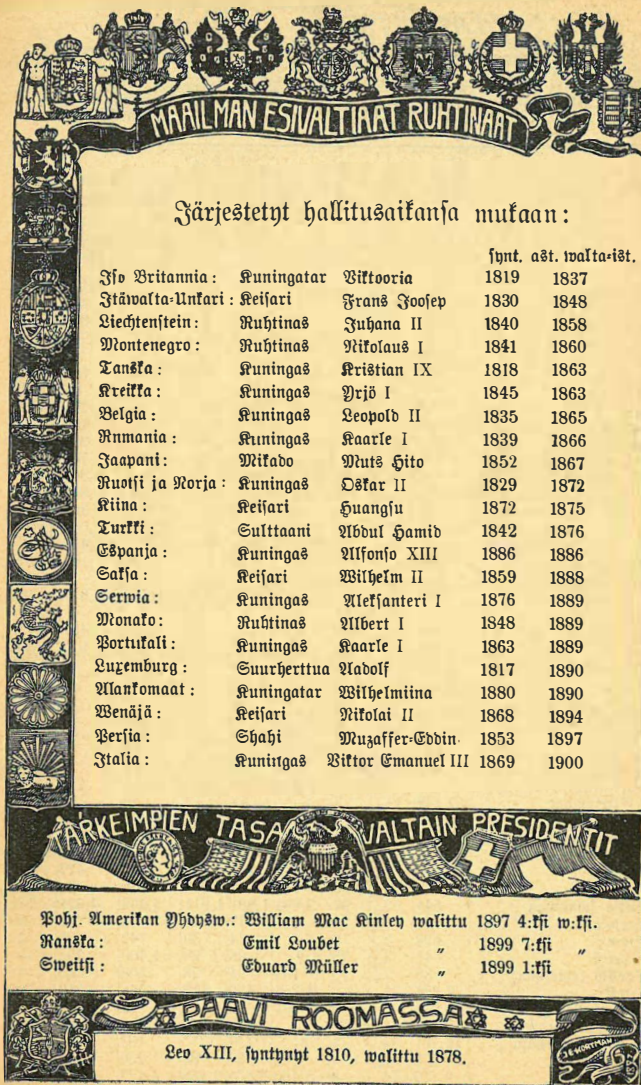 MAAILMAN ESIVALTIAAT RUHTINAAT
Järjestetyt hallitusaikansa mukaan:
synt. ast. walta-ist.
Iso Britannia: Kuningatar Viktooria 1819 1837
Itäwalta-Unkari: Keisari Frans Joosep 1830 1848
Liechtenstein: Ruhtinas Juhana II 1840 1858
Montenegro: Ruhtinas Nikolaus I 1841 1860
Tanska: Kuningas Kristian IX 1818 1863
Kreikka: Kuningas Yrjö I 1845 1863
Belgia: Kuningas Leopold II 1835 1865
Rnmania: Kuningas Kaarle I 1839 1866
Jaapani: Mikado Muts Hito 1852 1867
Ruotsi ja Norja: Kuningas Oskar II 1829 1872
Kiina: Keisari Huangsu 1872 1875
Turkki: Sulttaani Abdul Hamid 1842 1876
Espanja: Kuningas Alfonso XIII 1886 1886
Saksa: Keisari Wilhelm II 1859 1888
Serwia: Kuningas Aleksanteri I 1876 1889
Monako: Ruhtinas Albert I 1848 1889
Portukali: Kuningas Kaarle I 1863 1889
Luxemburg: Suurherttua Aadolf 1817 1890
Alankomaat: Kuningatar Wilhelmiina 1880 1890
Wenäjä: Keisari Nikolai II 1868 1894
Persia: Shahi Muzaffer-Eddin 1853 1897
Italia: Kuningas Viktor Emanuel III 1869 1900
TÄRKEIMPIEN TASAVALTAIN PRESIDENTIT
Pohj. Amerikan Yhdysw.: William Mac Kinley walittu 1897 4:ksi w:ksi.
Ranska: Emil Loubet „ 1899 7:ksi „
Sweitsi: Eduard Müller „ 1899 1:ksi
PAAVI ROOMASSA
Leo XIII, syntynyt 1810, walittu 1878.